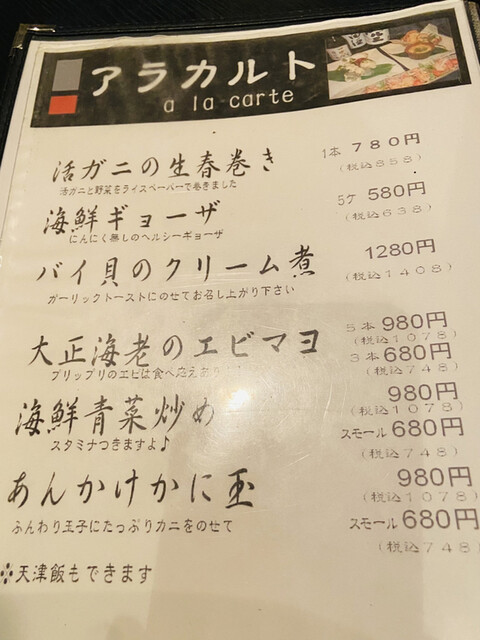 アラカルト
a la carte
活ガニの生春巻き 1本 780円
活ガニと野菜をライスペーパーで巻きました (税込858)
海鮮ギョーザ 5ケ 580円
にんにく無しのヘルシーギョーザ (税込638)
バイ貝のクリーム煮 1280円
ガーリックトーストにのせてお召し上がり下さい (税込1408)
大正海老のエビマヨ 5本 980円
(税込1078)
3本 680円
プリップリのエビは食べ応えあり (税込748)
海鮮青菜炒め 980円
(税込1078)
スタミナつきますよ♪ スモール 680円
(税込748)
あんかけかに玉 980円
(税込1078)
ふんわり玉子にたっぷりカニをのせて スモール 680円
(税込748)
※天津飯もできます